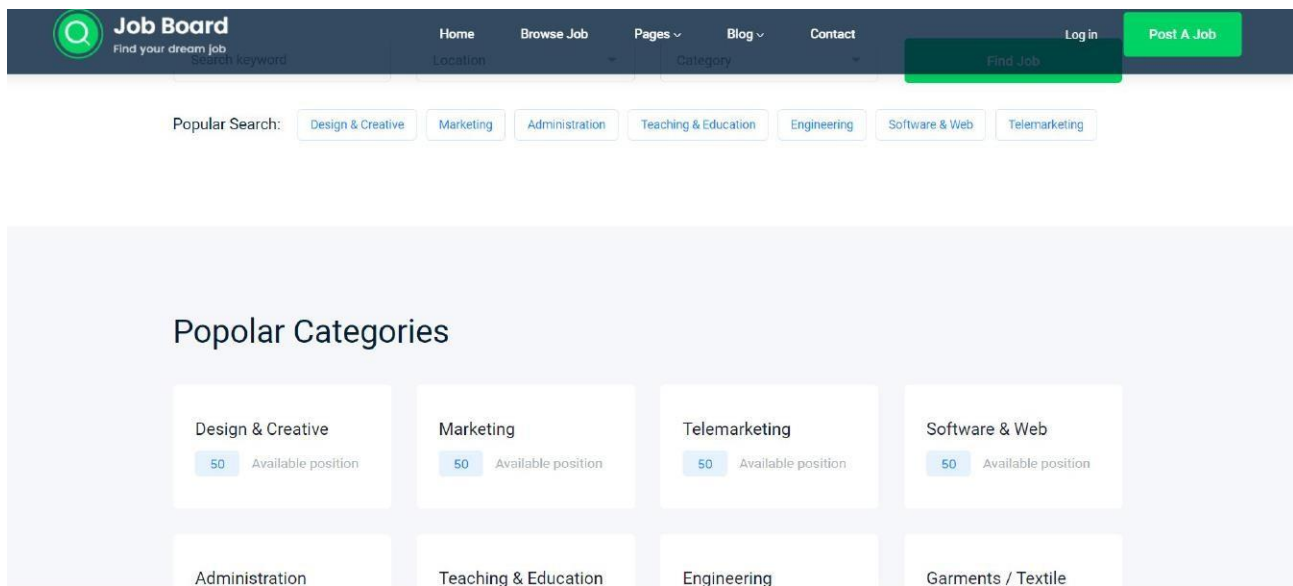 Job Board
Find your dream job
Home Browse Job Pages Blog Contact Log in Post A Job
Search keyword Location Category Find Job
Popular Search: Design & Creative Marketing Administration Teaching & Education Engineering Software & Web Telemarketing
Popolar Categories
Design & Creative Marketing Telemarketing Software & Web
50 Available position 50 Available position 50 Available position 50 Available position
Administration Teaching & Education Engineering Garments / Textile